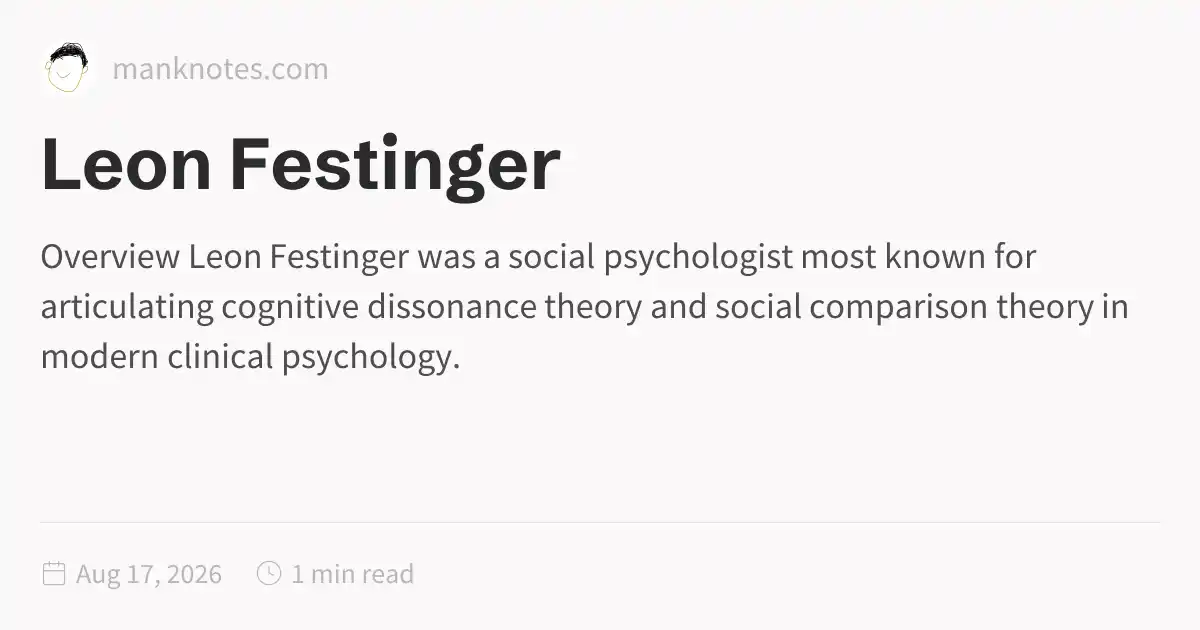 manknotes.com
Leon Festinger
Overview Leon Festinger was a social psychologist most known for
articulating cognitive dissonance theory and social comparison theory in
modern clinical psychology.
Aug 17, 2026 1 min read